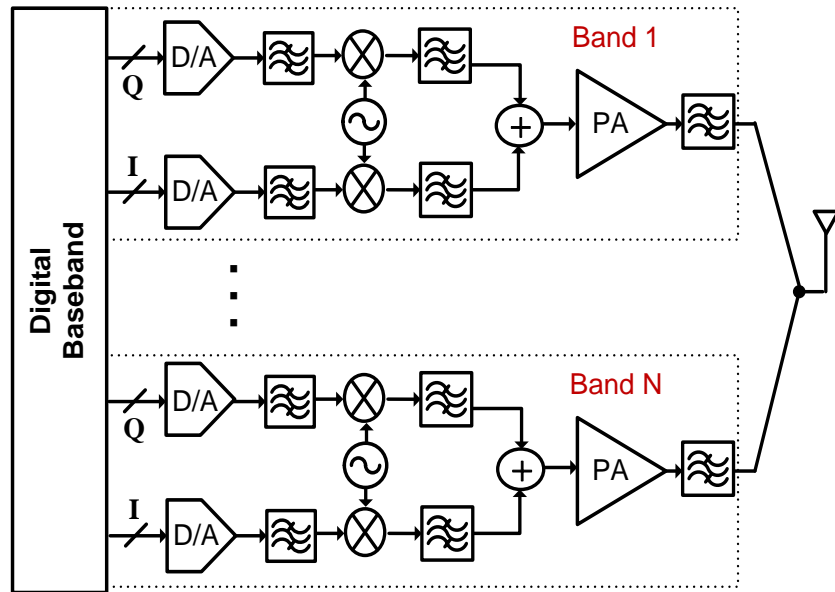 Digital
Baseband
Band 1
D/A
Q
PA
I
D/A
Band N
D/A
Q
PA
I
D/A